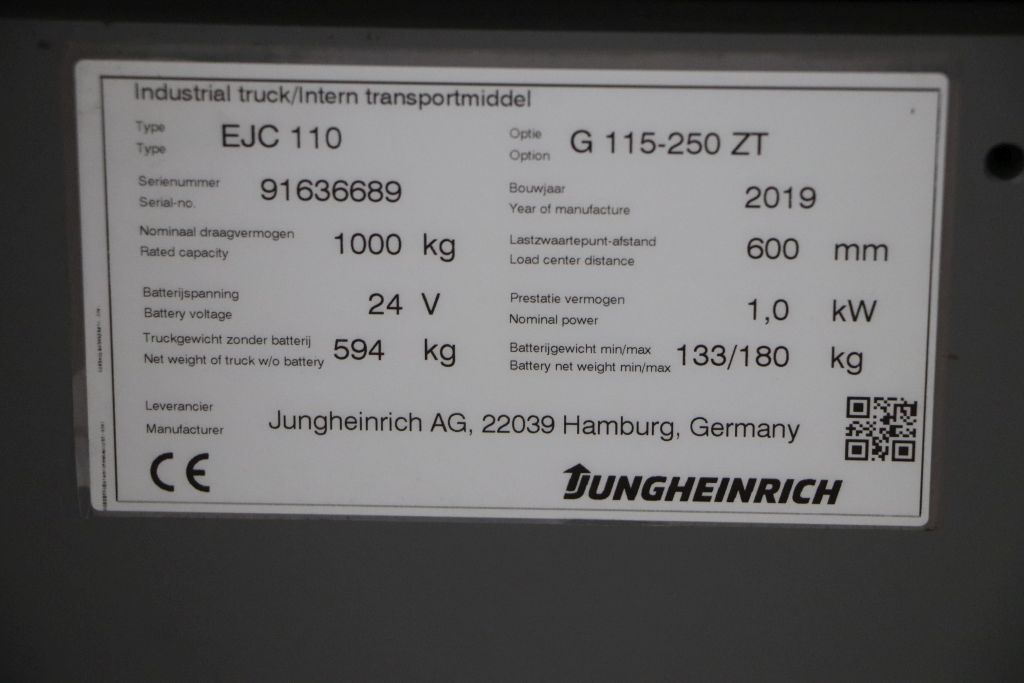 Industrial truck/Intern transportmiddel
Type EJC 110 Optie G 115-250 ZT
Type Option
Serienummer 91636689 Bouwjaar 2019
Serial-no. Year of manufacture
Nominaal draagvermogen 1000 kg Lastzwaartepunt-afstand 600 mm
Rated capacity Load center distance
Batterijspanning 24 V Prestatie vermogen 1,0 kW
Battery voltage Nominal power
Truckgewicht zonder batterij 594 kg Batterijgewicht min/max 133/180 kg
Net weight of truck w/o battery Battery net weight min/max
Leverancier Jungheinrich AG, 22039 Hamburg, Germany
Manufacturer
CE JUNGHEINRICH